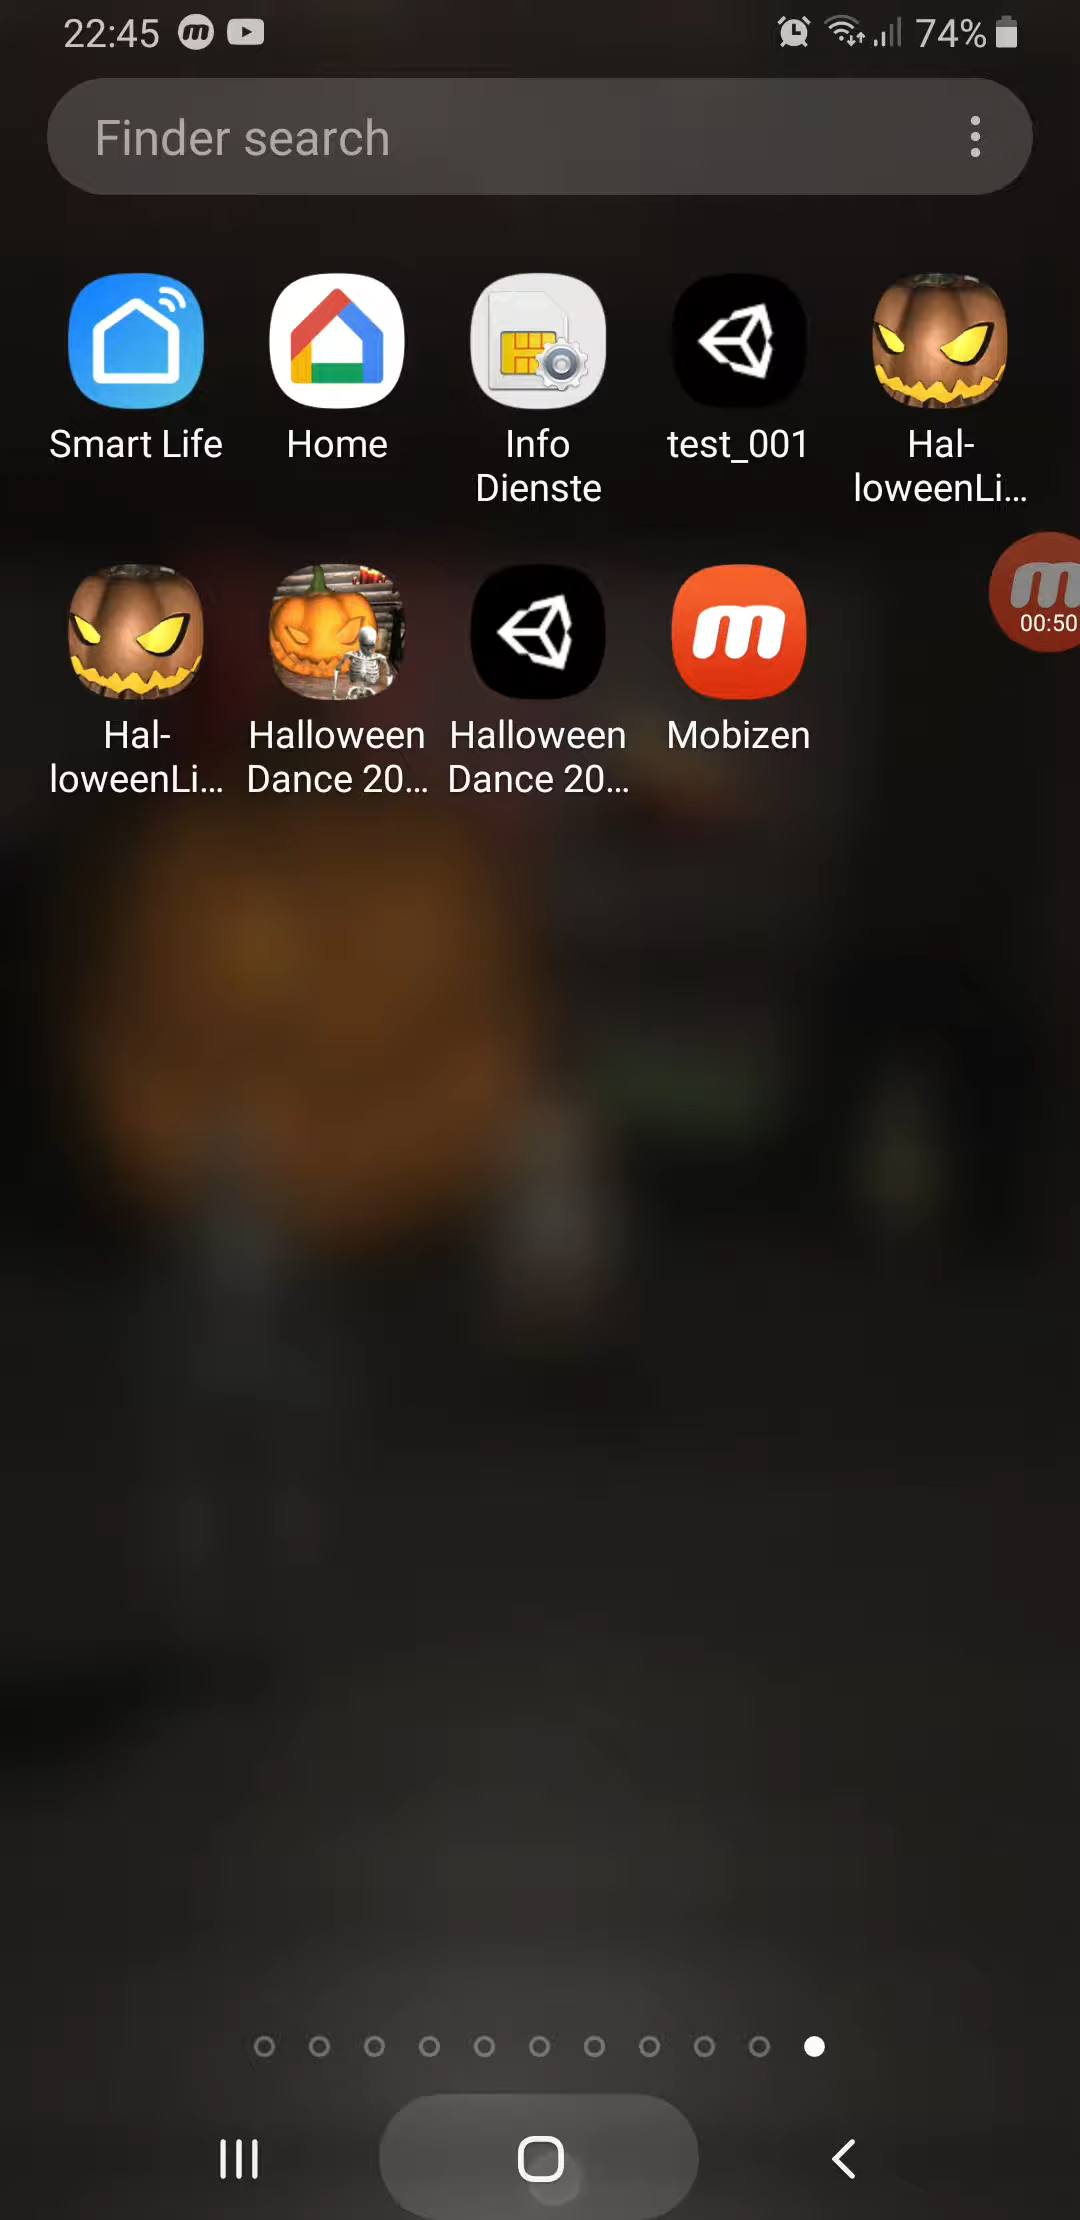 22:45 74%
Finder search
Smart Life Home Info test_001 Hal-
Dienste loweenLi...
00:50
Hal- Halloween Halloween Mobizen
loweenLi... Dance 20... Dance 20...